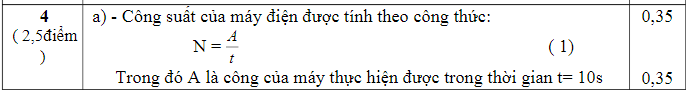 4
( 2,5điểm
)
a) - Công suất của máy điện được tính theo công thức:
0,35
N = A/t
( 1)
Trong đó A là công của máy thực hiện được trong thời gian t= 10s
0,35